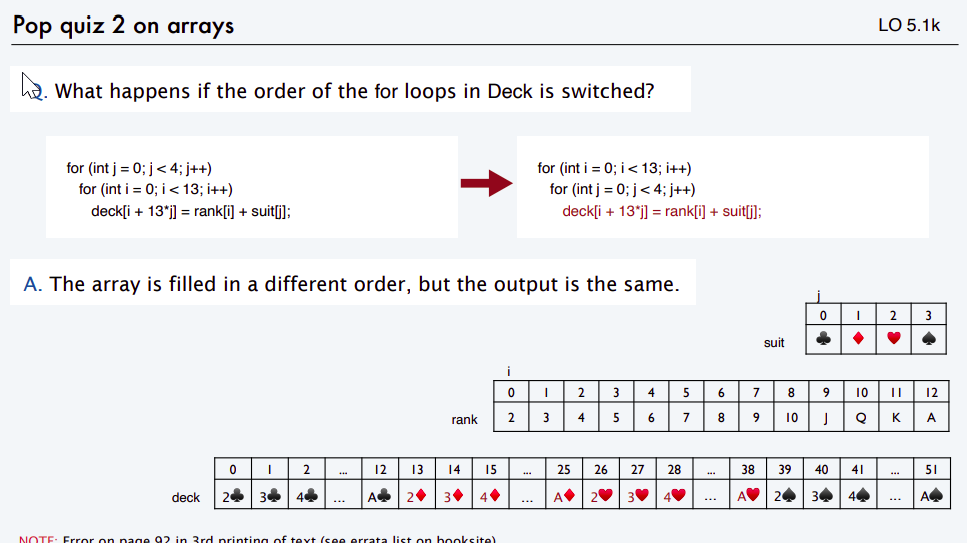 Pop quiz 2 on arrays
LO 5.1k
Q. What happens if the order of the for loops in Deck is switched?
for (int j = 0; j < 4; j++)
for (int i = 0; i < 13; i++)
deck[i + 13*j] = rank[i] + suit[j];
for (int i = 0; i < 13; i++)
for (int j = 0; j < 4; j++)
deck[i + 13*j] = rank[i] + suit[j];
A. The array is filled in a different order, but the output is the same.
j
0 1 2 3
suit ♣ ♦ ♥ ♠
i
0 1 2 3 4 5 6 7 8 9 10 11 12
rank 2 3 4 5 6 7 8 9 10 J Q K A
0 1 2 ... 12 13 14 15 ... 25 26 27 28 ... 38 39 40 41 ... 51
deck 2♣ 3♣ 4♣ ... A♣ 2♦ 3♦ 4♦ ... A♦ 2♥ 3♥ 4♥ ... A♥ 2♠ 3♠ 4♠ ... A♠
NOTE: Error on page 92 in 3rd printing of text (see errata list on booksite)